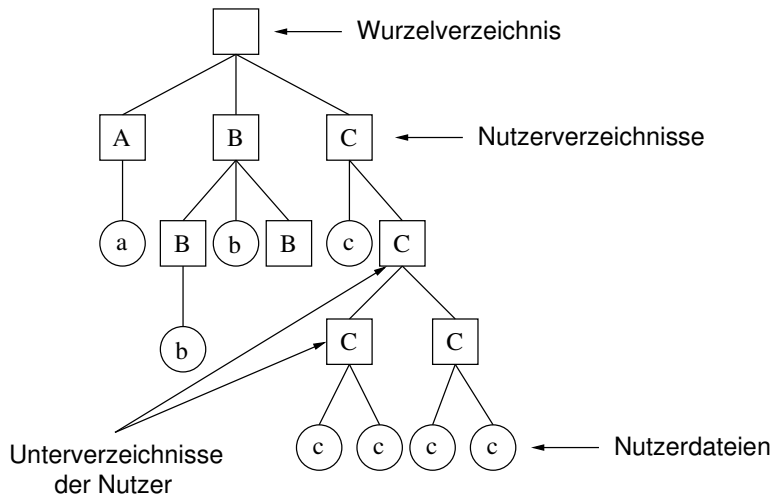 Wurzelverzeichnis
A B C
Nutzerverzeichnisse
a B b B c C
b C C
c c c c
Nutzerdateien
Unterverzeichnisse
der Nutzer